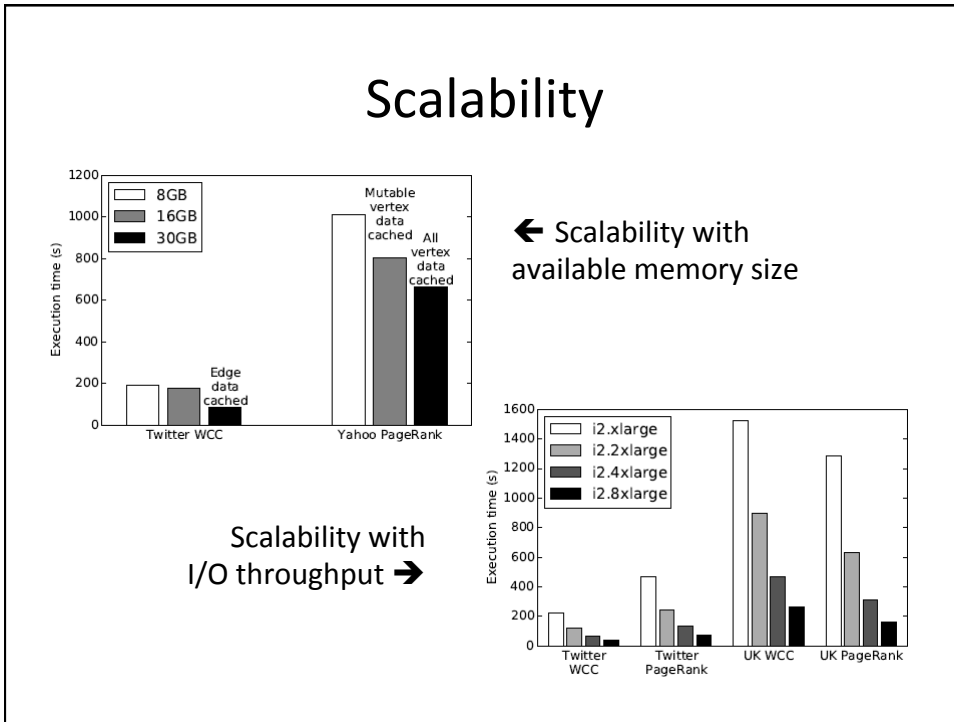 Scalability
1200
1000
800
600
400
200
0
Execution time (s)
8GB
16GB
30GB
Mutable
vertex
data
cached
All
vertex
data
cached
Edge
data
cached
Twitter WCC
Yahoo PageRank
← Scalability with
available memory size
Scalability with
I/O throughput →
1600
1400
1200
1000
800
600
400
200
0
Execution time (s)
i2.xlarge
i2.2xlarge
i2.4xlarge
i2.8xlarge
Twitter
WCC
Twitter
PageRank
UK WCC
UK PageRank